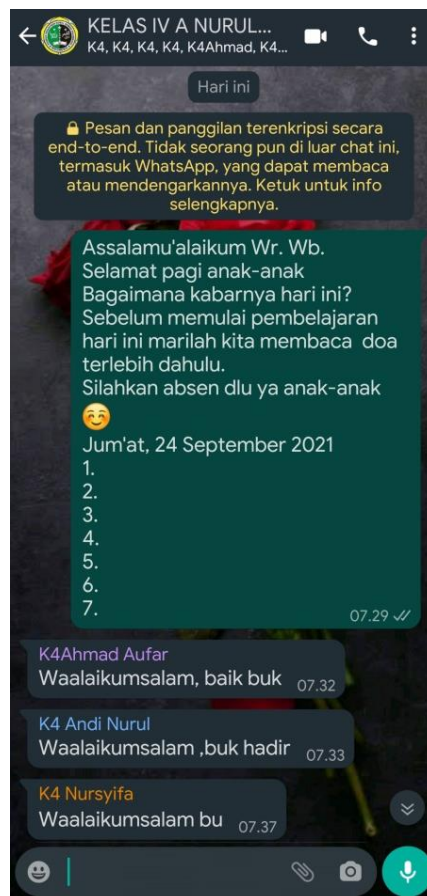 KELAS IV A NURUL...
K4, K4, K4, K4, K4Ahmad, K4...
Hari ini
Pesan dan panggilan terenkripsi secara
end-to-end. Tidak seorang pun di luar chat ini,
termasuk WhatsApp, yang dapat membaca
atau mendengarkannya. Ketuk untuk info
selengkapnya.
Assalamu'alaikum Wr. Wb.
Selamat pagi anak-anak
Bagaimana kabarnya hari ini?
Sebelum memulai pembelajaran
hari ini marilah kita membaca doa
terlebih dahulu.
Silahkan absen dlu ya anak-anak
☺️
Jum'at, 24 September 2021
1.
2.
3.
4.
5.
6.
7.
07.29
K4Ahmad Aufar
Waalaikumsalam, baik buk 07.32
K4 Andi Nurul
Waalaikumsalam ,buk hadir 07.33
K4 Nursyifa
Waalaikumsalam bu 07.37